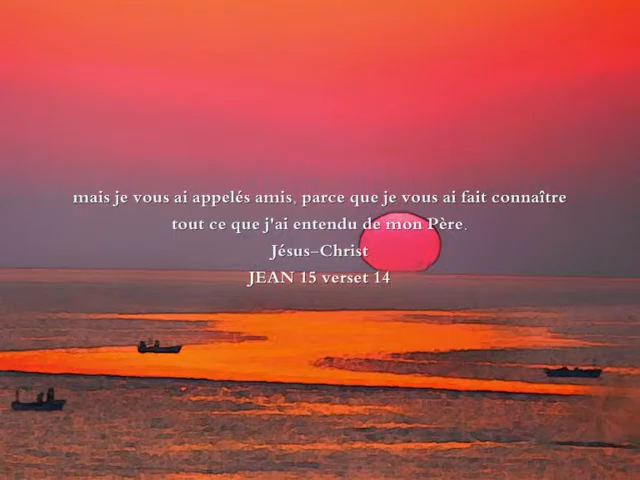 mais je vous ai appelés amis, parce que je vous ai fait connaître
tout ce que j'ai entendu de mon Père.
Jésus-Christ
JEAN 15 verset 14